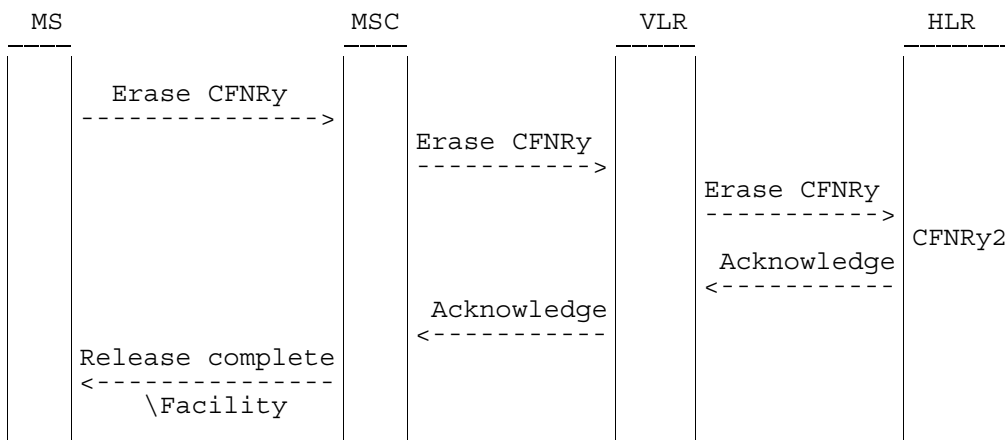 MS MSC VLR HLR
Erase CFNRy
Erase CFNRy
Erase CFNRy
CFNRy2
Acknowledge
Acknowledge
Release complete
\Facility